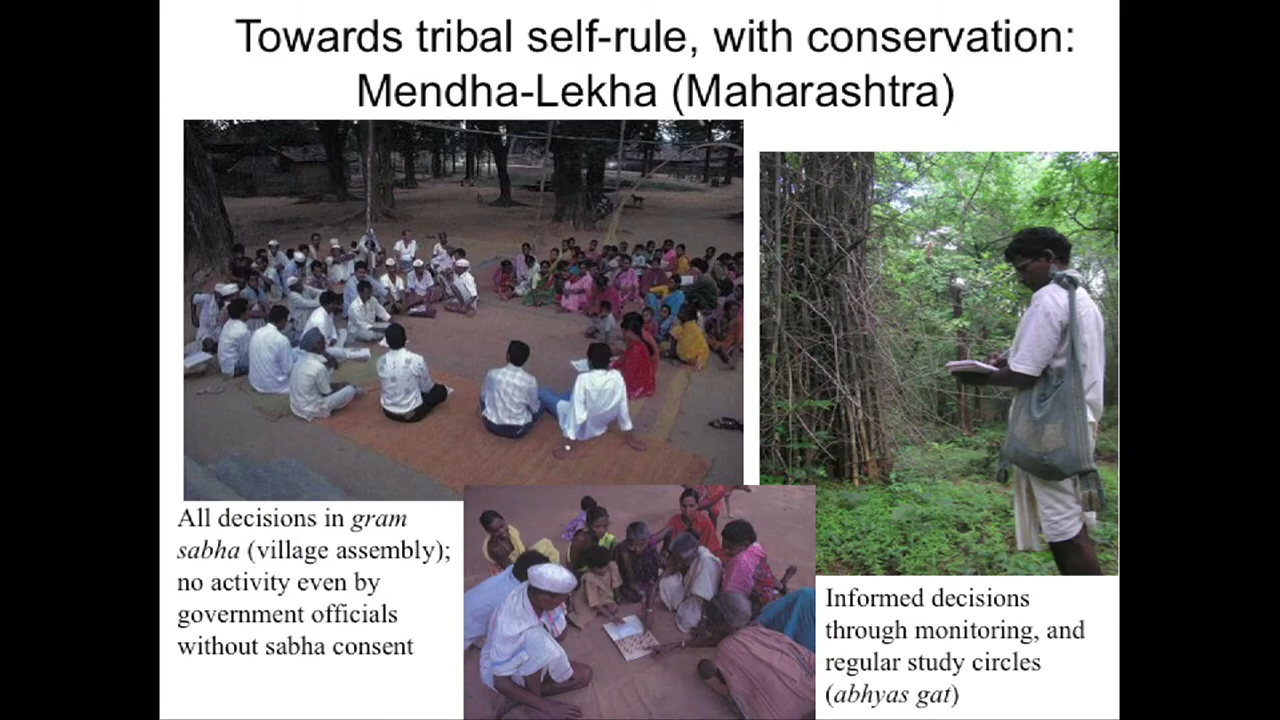 Towards tribal self-rule, with conservation:
Mendha-Lekha (Maharashtra)
All decisions in gram
sabha (village assembly);
no activity even by
government officials
without sabha consent
Informed decisions
through monitoring, and
regular study circles
(abhyas gat)